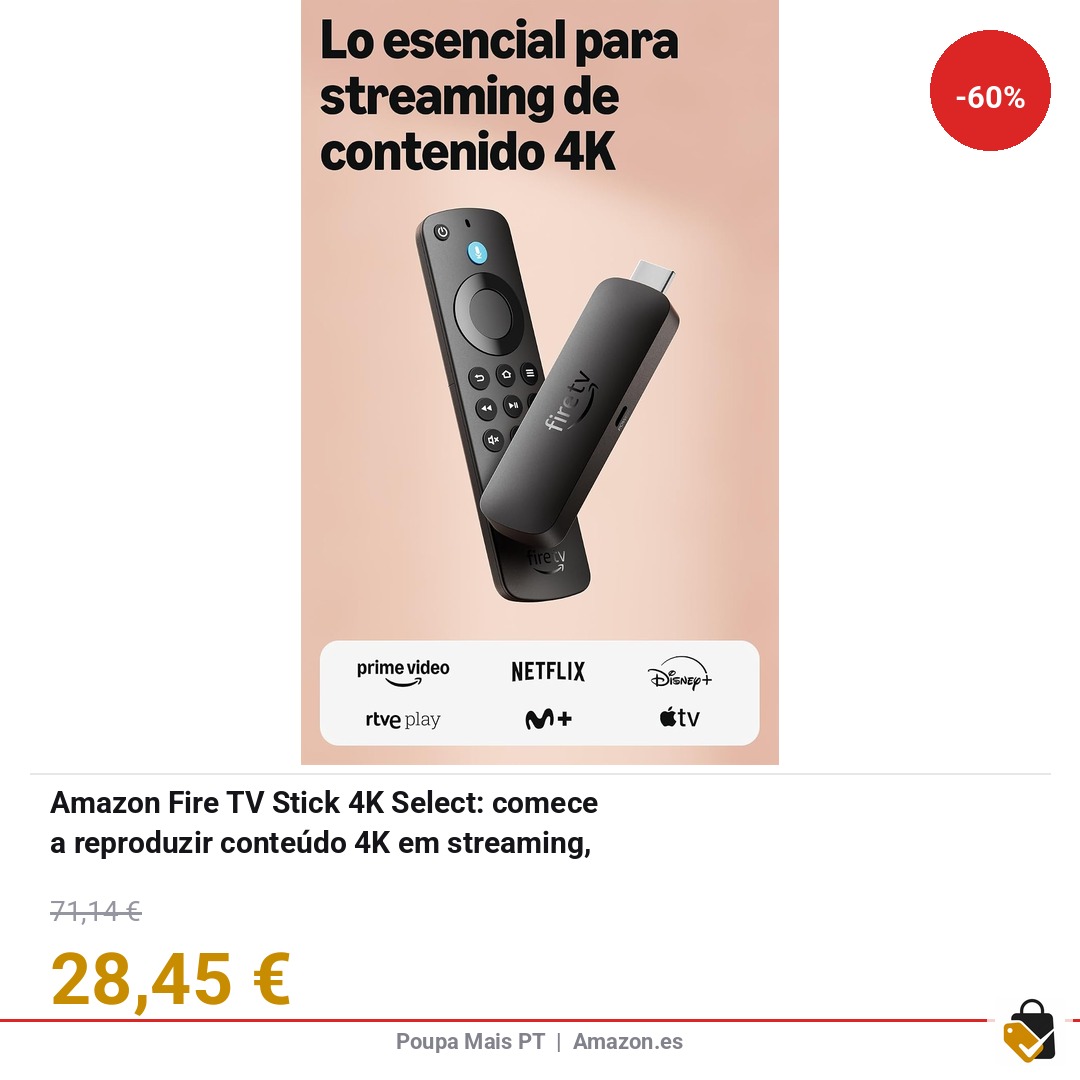 Lo esencial para
streaming de
contenido 4K
-60%
fire tv
fire tv
prime video
NETFLIX
Disney+
rtve play
M+
tv
Amazon Fire TV Stick 4K Select: comece
a reproduzir conteúdo 4K em streaming,
71,14 €
28,45 €
Poupa Mais PT | Amazon.es